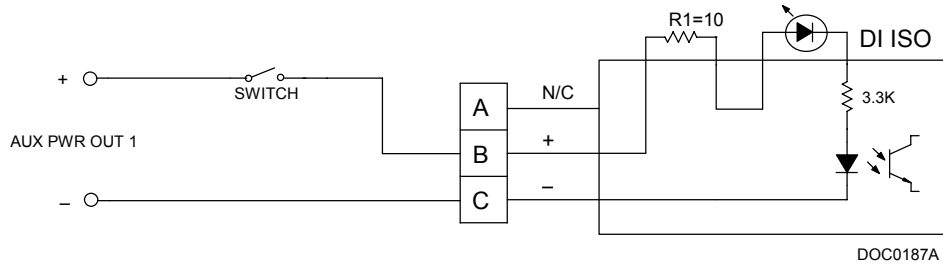 R1=10
DI ISO
+
SWITCH
A
N/C
3.3K
AUX PWR OUT 1
B
+
–
C
–
DOC0187A